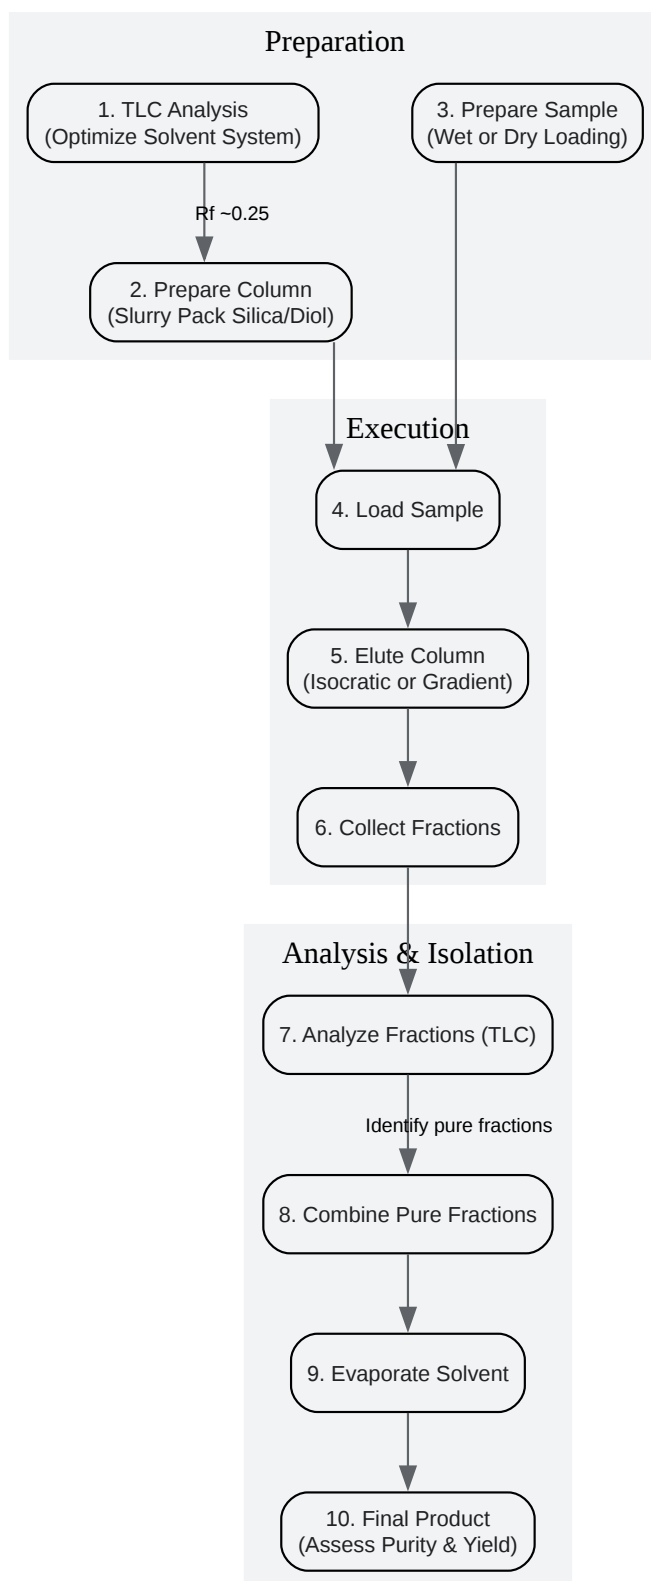 Preparation
1. TLC Analysis
(Optimize Solvent System)
3. Prepare Sample
(Wet or Dry Loading)
Rf ~0.25
2. Prepare Column
(Slurry Pack Silica/Diol)
Execution
4. Load Sample
5. Elute Column
(Isocratic or Gradient)
6. Collect Fractions
Analysis & Isolation
7. Analyze Fractions (TLC)
Identify pure fractions
8. Combine Pure Fractions
9. Evaporate Solvent
10. Final Product
(Assess Purity & Yield)